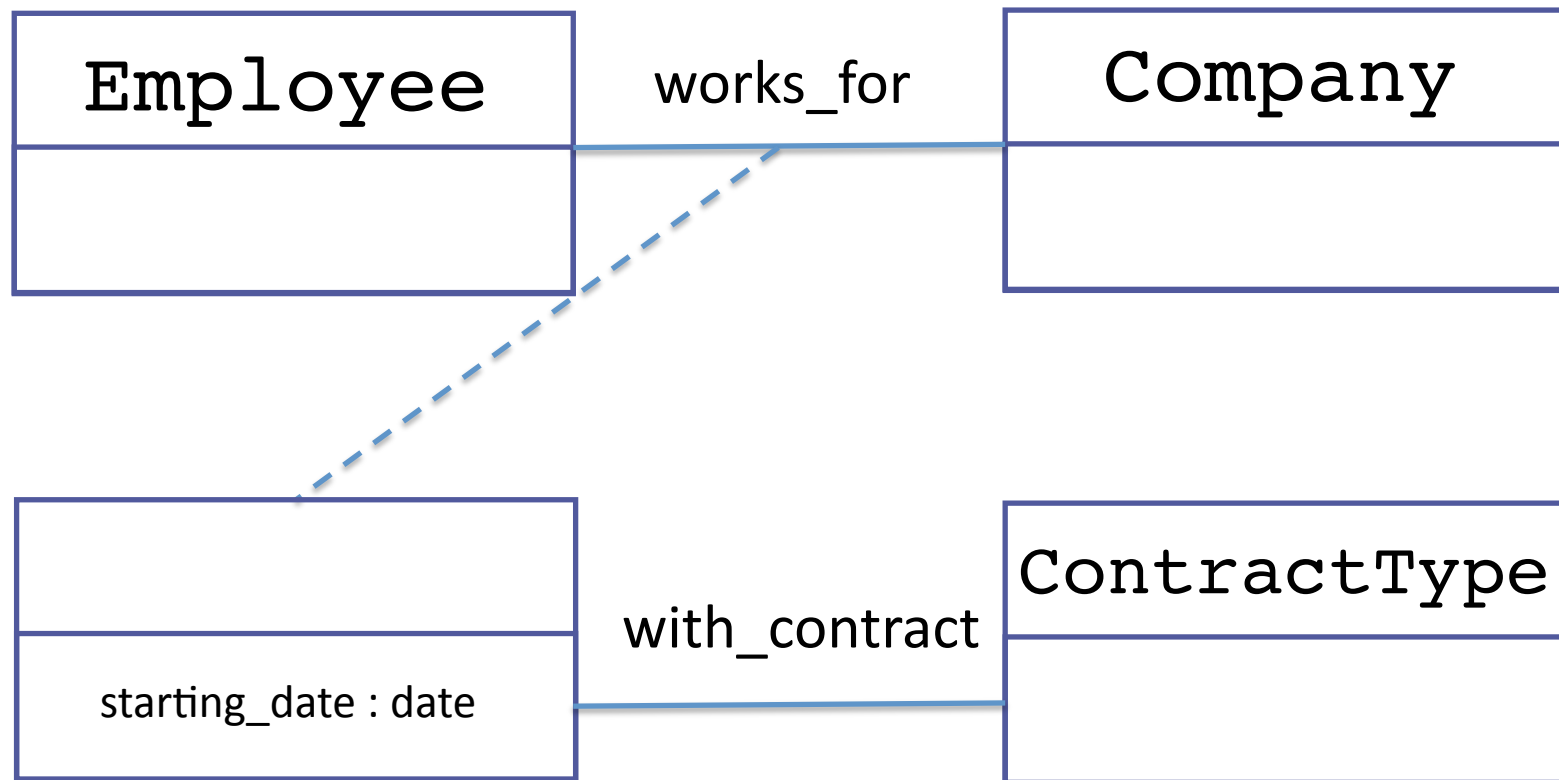 Employee
works_for
Company
with_contract
ContractType
starting_date : date